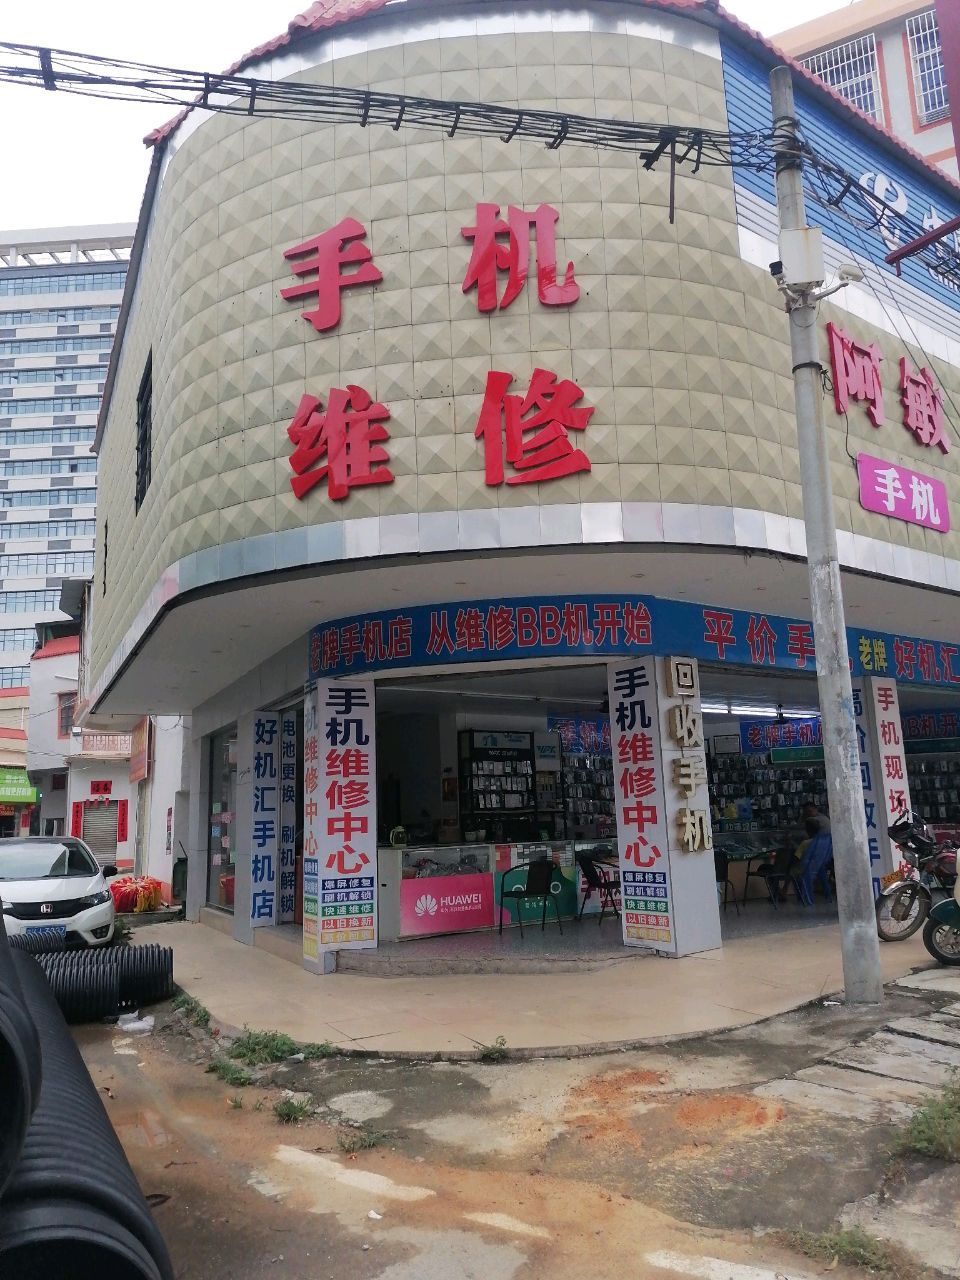 手机
维修
阿敏
手机
老牌手机店 从维修BB机开始
平价手
老牌
好机汇
手机维修中心
爆屏修复
刷机解锁
快速维修
以旧换新
手机维修中心
爆屏修复
刷机解锁
快速维修
以旧换新
回收手机
好机汇手机店
电池更换 刷机解锁
机维修中心
HUAWEI
手机现场
老牌手机店